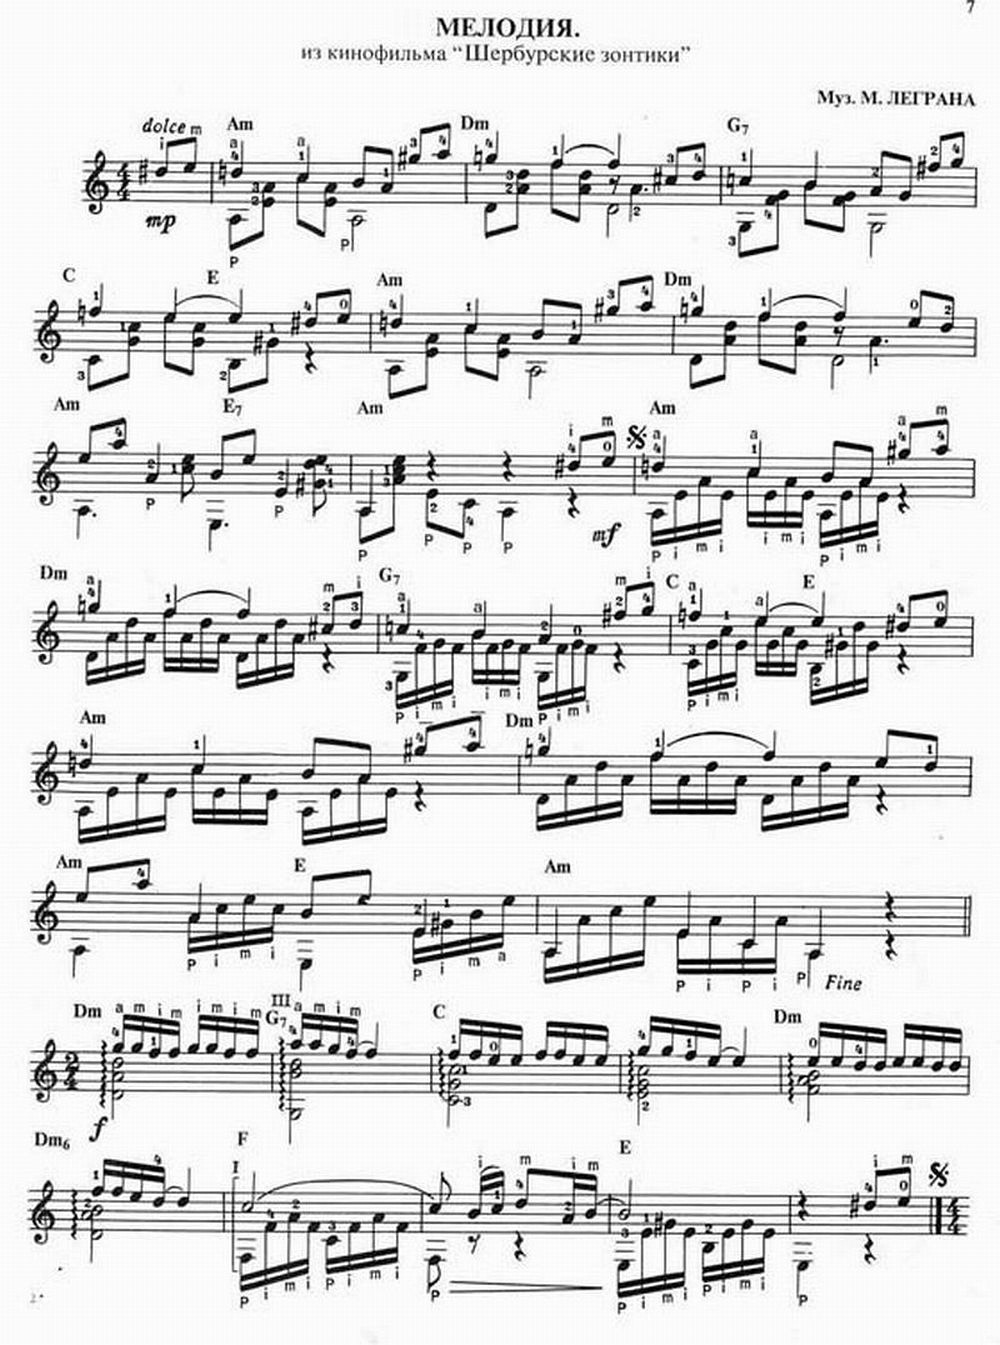 7
МЕЛОДИЯ.
из кинофильма “Шербурские зонтики”
Муз. М. ЛЕГРАНА
dolce m Am Dm G7
mp
C E Am Dm
Am E7 Am Am
mf
Dm G7 C E
Am Dm
Am E Am
Fine
Dm III G7 C Dm
f
Dm6 F E